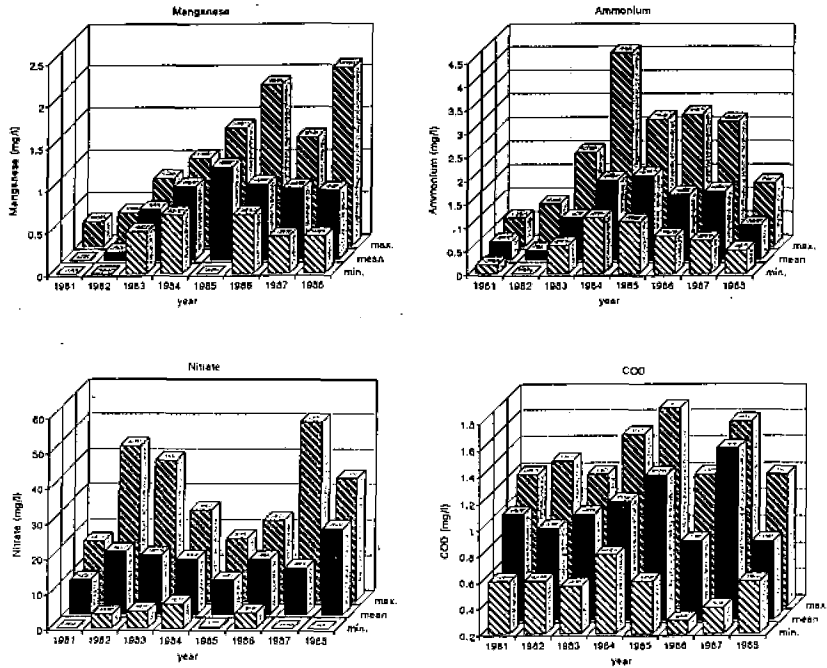 Manganese
Manganese (mg/l)
2.5
2
1.5
1
0.5
0
1981 1982 1983 1984 1985 1986 1987 1988
year
max.
mean
min.
Ammonium
Ammonium (mg/l)
4.5
4
3.5
3
2.5
2
1.5
1
.5
0
1981 1982 1983 1984 1985 1986 1987 1988
year
max.
mean
min.
Nitrate
Nitrate (mg/l)
60
50
40
30
20
10
0
1981 1982 1983 1984 1985 1986 1987 1988
year
max.
mean
min.
COD
COD (mg/l)
1.8
1.6
1.4
1.2
1
0.8
0.6
0.4
0.2
1981 1982 1983 1984 1985 1986 1987 1988
year
max.
mean
min.